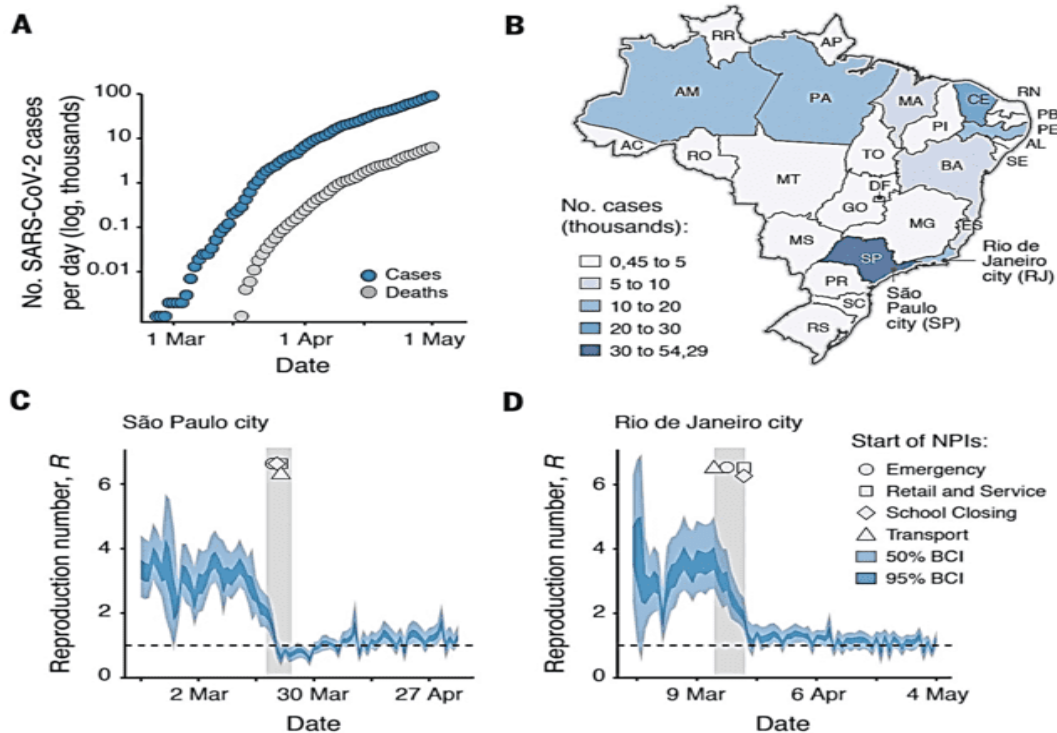 A
No. SARS-CoV-2 cases
per day (log, thousands)
100
10
1
0.1
0.01
Cases
Deaths
1 Mar
1 Apr
1 May
Date
B
RR
AP
AM
PA
MA
CE
RN
PB
PE
AL
SE
PI
AC
RO
TO
BA
MT
DF
GO
MG
ES
MS
SP
PR
SC
RS
Rio de
Janeiro
city (RJ)
São
Paulo
city (SP)
No. cases
(thousands):
0,45 to 5
5 to 10
10 to 20
20 to 30
30 to 54,29
C
São Paulo city
Reproduction number, R
6
4
2
0
2 Mar
30 Mar
27 Apr
Date
D
Rio de Janeiro city
Reproduction number, R
6
4
2
0
9 Mar
6 Apr
4 May
Date
Start of NPIs:
Emergency
Retail and Service
School Closing
Transport
50% BCI
95% BCI